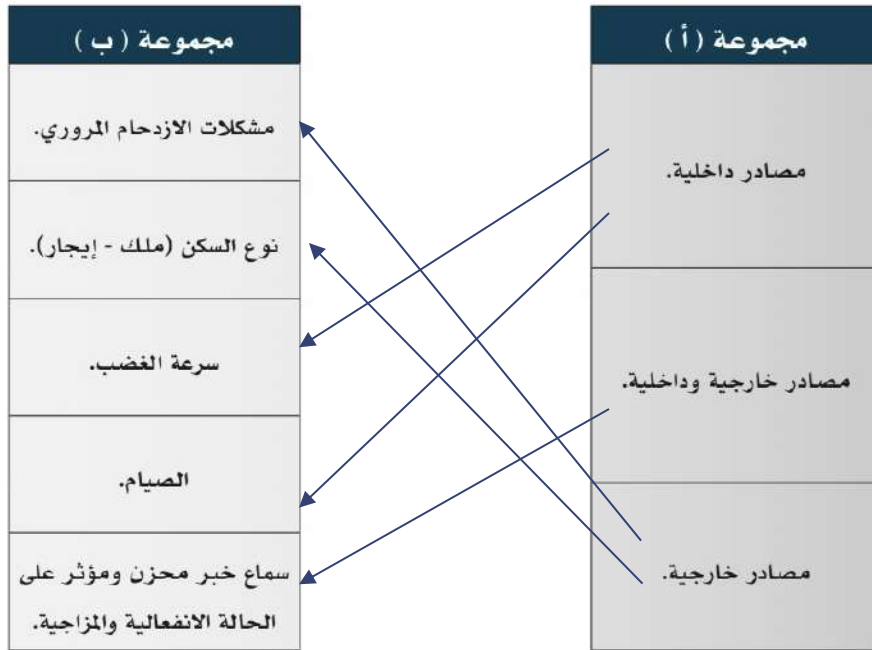 مجموعة ( أ )
مصادر داخلية.
مصادر خارجية وداخلية.
مصادر خارجية.
مجموعة ( ب )
مشكلات الازدحام المروري.
نوع السكن (ملك - إيجار).
سرعة الغضب.
الصيام.
سماع خبر محزن ومؤثر على
الحالة الانفعالية والمزاجية.